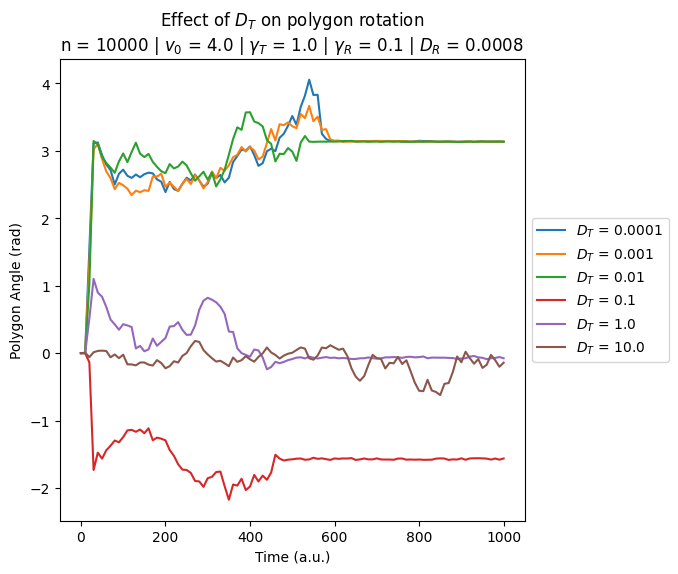 Effect of $D_T$ on polygon rotation
n = 10000 | $v_0$ = 4.0 | $γ_T$ = 1.0 | $γ_R$ = 0.1 | $D_R$ = 0.0008
Polygon Angle (rad)
4
3
2
1
0
−1
−2
0 200 400 600 800 1000
Time (a.u.)
$D_T$ = 0.0001
$D_T$ = 0.001
$D_T$ = 0.01
$D_T$ = 0.1
$D_T$ = 1.0
$D_T$ = 10.0